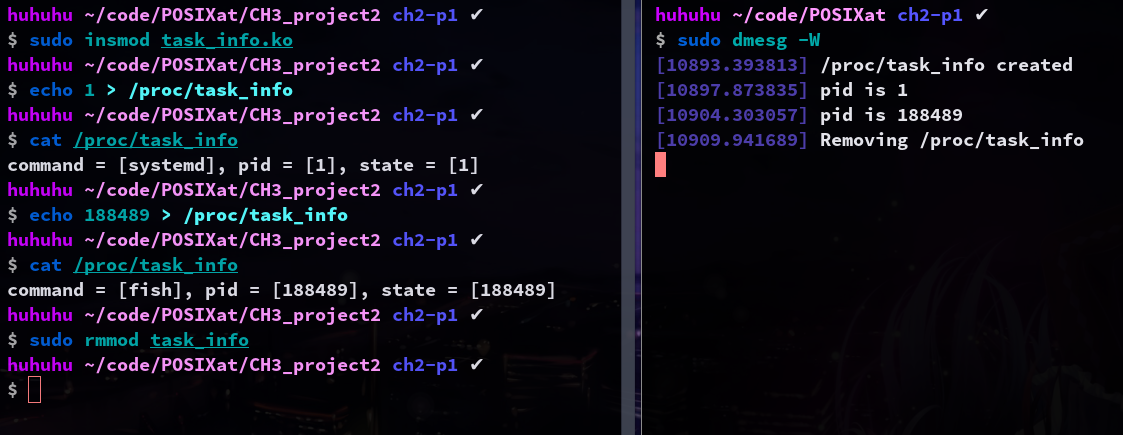 huhuhu ~/code/POSIXat/CH3_project2 ch2-p1 ✔
$ sudo insmod task_info.ko
huhuhu ~/code/POSIXat/CH3_project2 ch2-p1 ✔
$ echo 1 > /proc/task_info
huhuhu ~/code/POSIXat/CH3_project2 ch2-p1 ✔
$ cat /proc/task_info
command = [systemd], pid = [1], state = [1]
huhuhu ~/code/POSIXat/CH3_project2 ch2-p1 ✔
$ echo 188489 > /proc/task_info
huhuhu ~/code/POSIXat/CH3_project2 ch2-p1 ✔
$ cat /proc/task_info
command = [fish], pid = [188489], state = [188489]
huhuhu ~/code/POSIXat/CH3_project2 ch2-p1 ✔
$ sudo rmmod task_info
huhuhu ~/code/POSIXat/CH3_project2 ch2-p1 ✔
$
huhuhu ~/code/POSIXat ch2-p1 ✔
$ sudo dmesg -W
[10893.393813] /proc/task_info created
[10897.873835] pid is 1
[10904.303057] pid is 188489
[10909.941689] Removing /proc/task_info